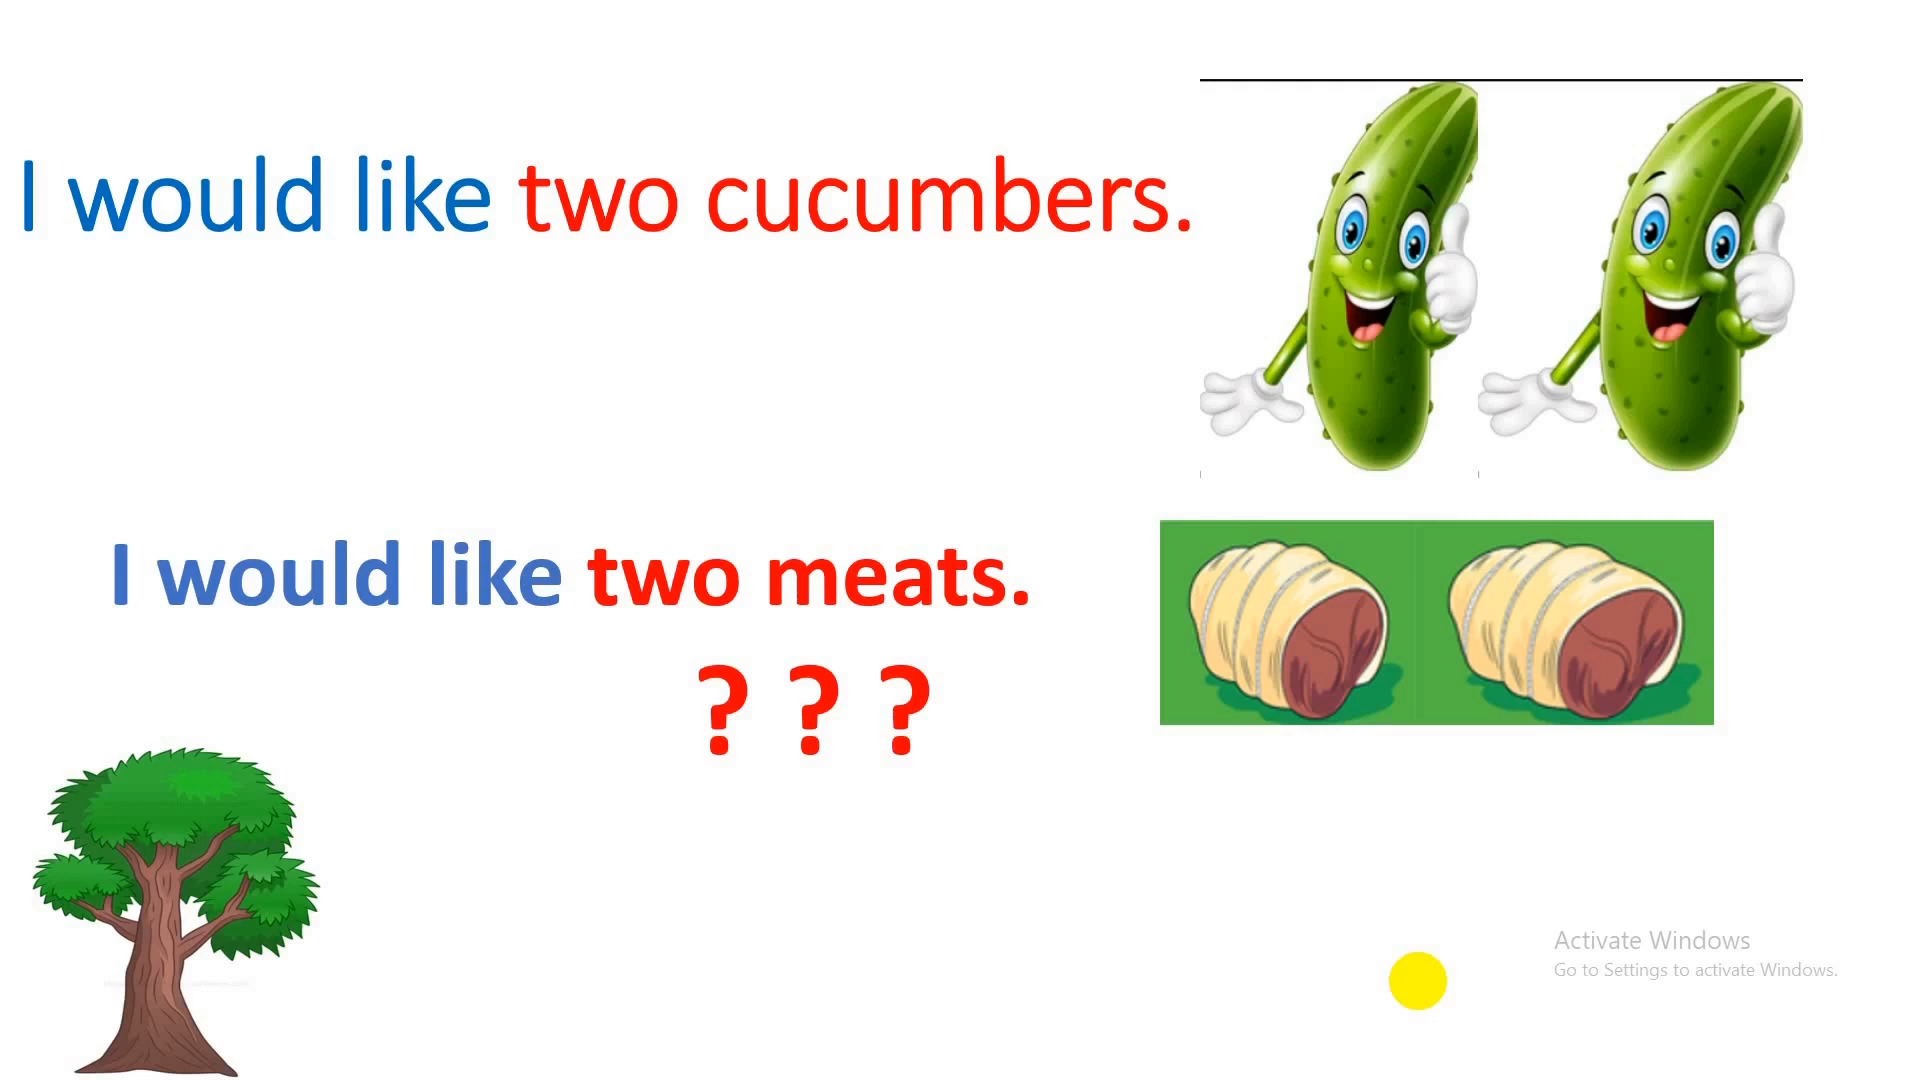 I would like two cucumbers.
I would like two meats.
? ? ?
Activate Windows
Go to Settings to activate Windows.